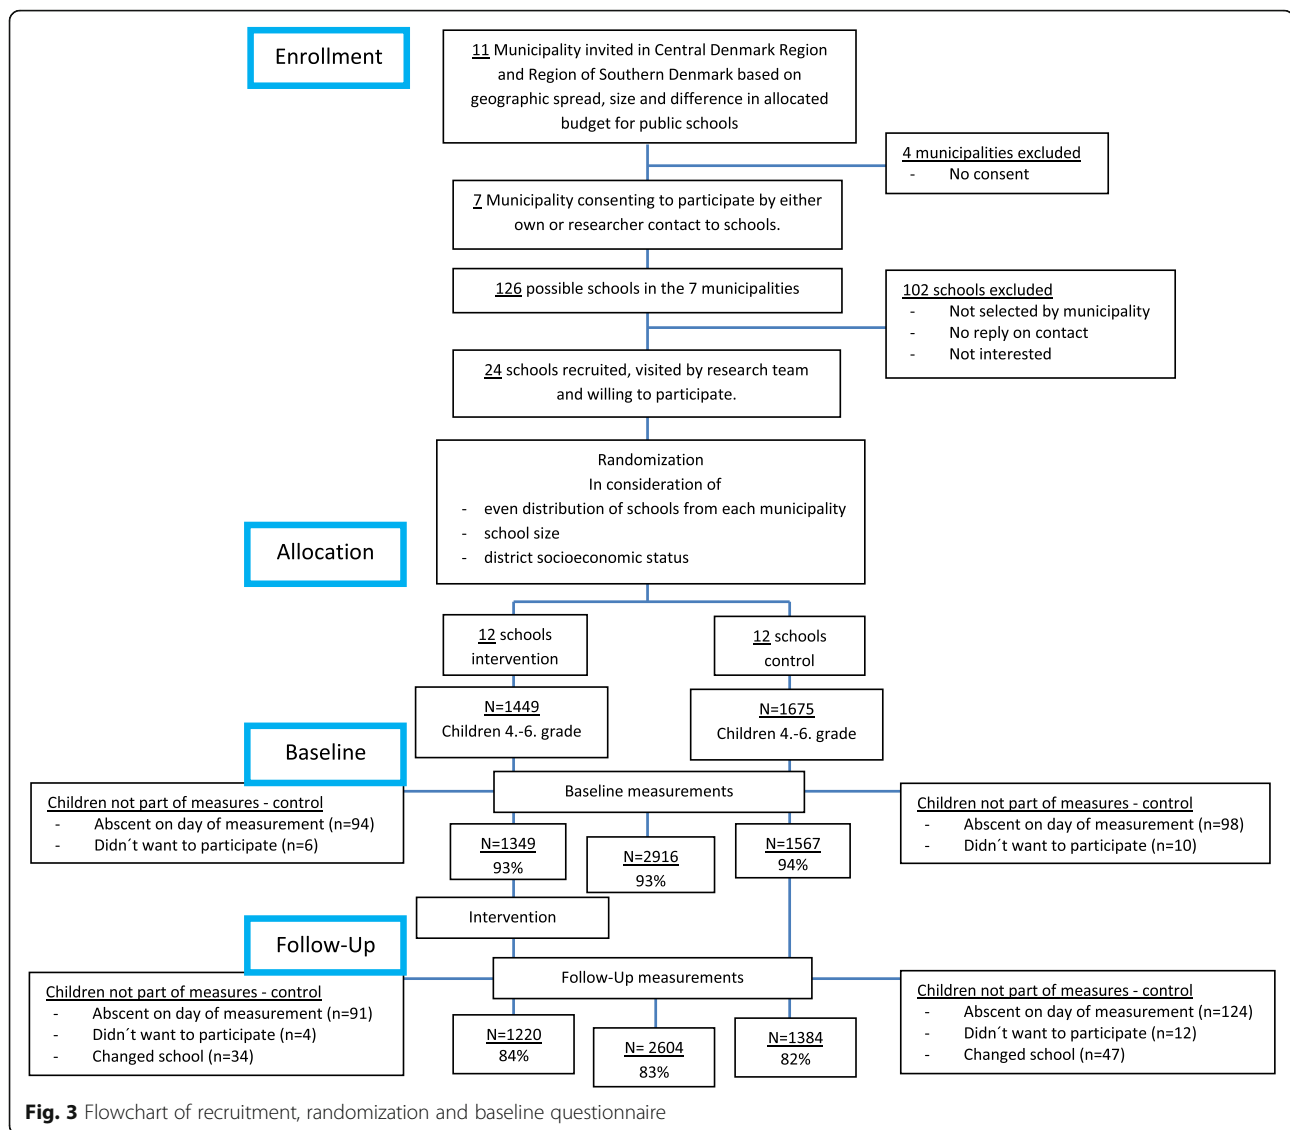 Enrollment
11 Municipality invited in Central Denmark Region
and Region of Southern Denmark based on
geographic spread, size and difference in allocated
budget for public schools
4 municipalities excluded
- No consent
7 Municipality consenting to participate by either
own or researcher contact to schools.
126 possible schools in the 7 municipalities
102 schools excluded
- Not selected by municipality
- No reply on contact
- Not interested
24 schools recruited, visited by research team
and willing to participate.
Randomization
In consideration of
- even distribution of schools from each municipality
- school size
- district socioeconomic status
Allocation
12 schools
intervention
12 schools
control
N=1449
Children 4.-6. grade
N=1675
Children 4.-6. grade
Baseline
Baseline measurements
Children not part of measures - control
- Abscent on day of measurement (n=94)
- Didn´t want to participate (n=6)
Children not part of measures - control
- Abscent on day of measurement (n=98)
- Didn´t want to participate (n=10)
N=1349
93%
N=2916
93%
N=1567
94%
Intervention
Follow-Up
Follow-Up measurements
Children not part of measures - control
- Abscent on day of measurement (n=91)
- Didn´t want to participate (n=4)
- Changed school (n=34)
Children not part of measures - control
- Abscent on day of measurement (n=124)
- Didn´t want to participate (n=12)
- Changed school (n=47)
N=1220
84%
N= 2604
83%
N=1384
82%
Fig. 3 Flowchart of recruitment, randomization and baseline questionnaire